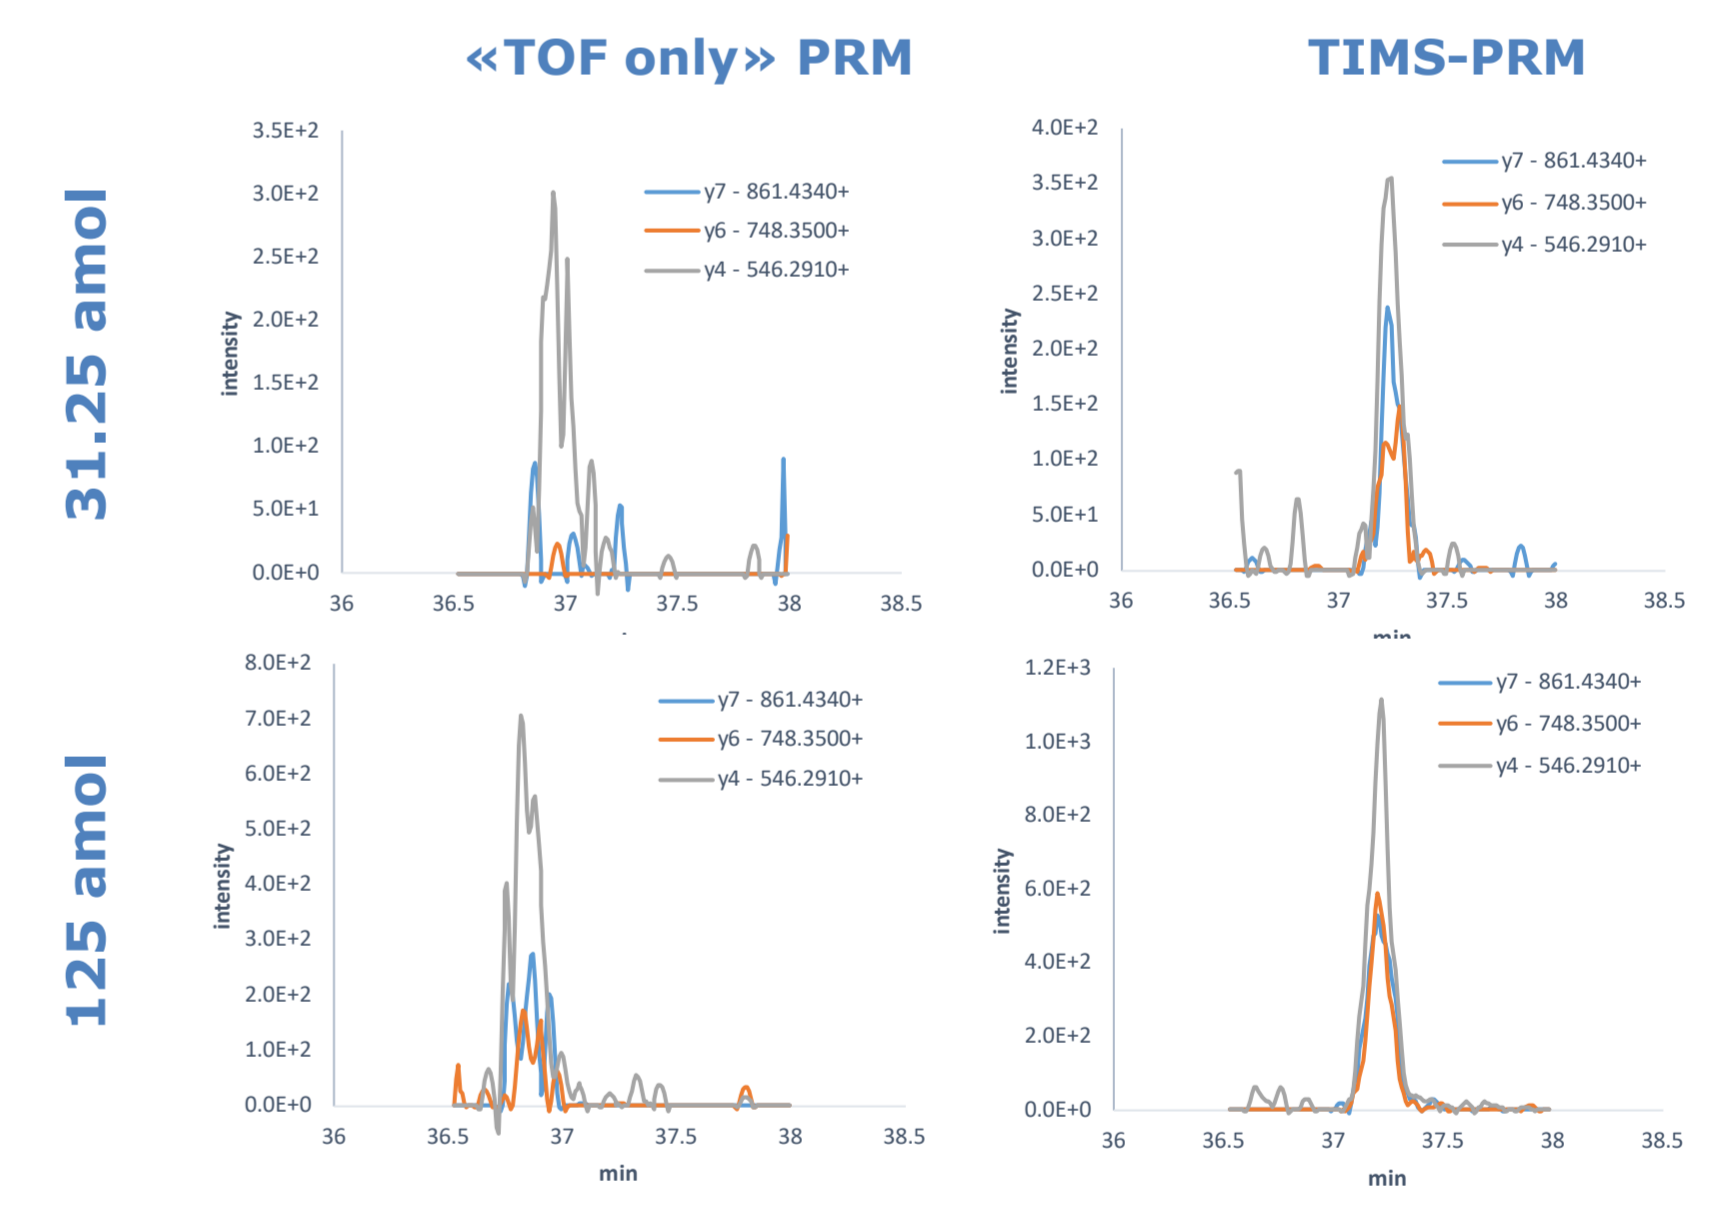 «TOF only» PRM
TIMS-PRM
31.25 amol
3.5E+2
3.0E+2
2.5E+2
2.0E+2
1.5E+2
1.0E+2
5.0E+1
0.0E+0
intensity
36
36.5
37
37.5
38
38.5
y7 - 861.4340+
y6 - 748.3500+
y4 - 546.2910+
4.0E+2
3.5E+2
3.0E+2
2.5E+2
2.0E+2
1.5E+2
1.0E+2
5.0E+1
0.0E+0
intensity
36
36.5
37
37.5
38
38.5
min
y7 - 861.4340+
y6 - 748.3500+
y4 - 546.2910+
125 amol
8.0E+2
7.0E+2
6.0E+2
5.0E+2
4.0E+2
3.0E+2
2.0E+2
1.0E+2
0.0E+0
intensity
36
36.5
37
37.5
38
38.5
min
y7 - 861.4340+
y6 - 748.3500+
y4 - 546.2910+
1.2E+3
1.0E+3
8.0E+2
6.0E+2
4.0E+2
2.0E+2
0.0E+0
intensity
36
36.5
37
37.5
38
38.5
min
y7 - 861.4340+
y6 - 748.3500+
y4 - 546.2910+